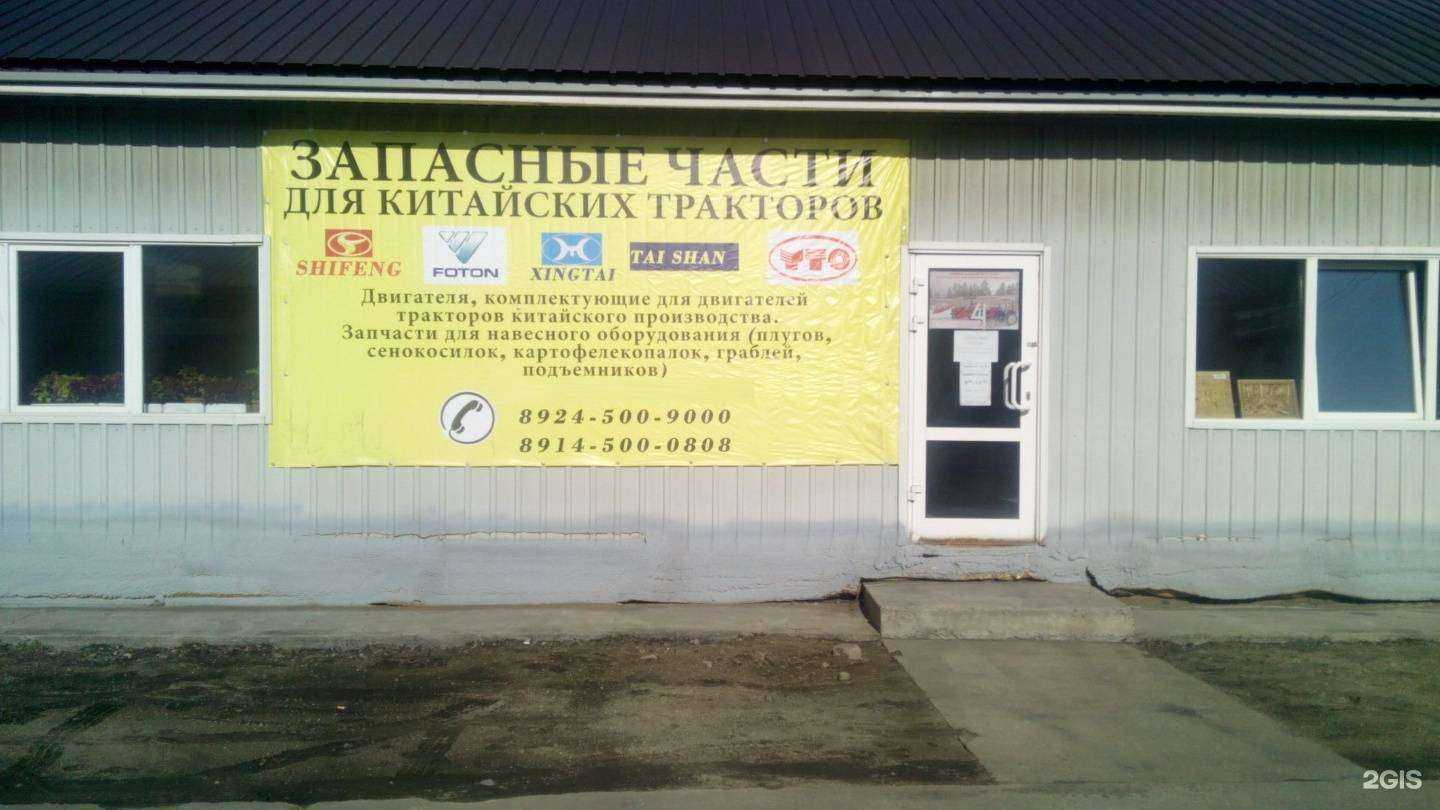 ЗАПАСНЫЕ ЧАСТИ
ДЛЯ КИТАЙСКИХ ТРАКТОРОВ
SHIFENG FOTON XINGTAI TAI SHAN YTO
Двигателя, комплектующие для двигателей
тракторов китайского производства.
Запчасти для навесного оборудования (плугов,
сенокосилок, картофелекопалок, граблей,
подъемников)
8924-500-9000
8914-500-0808
4
2GIS